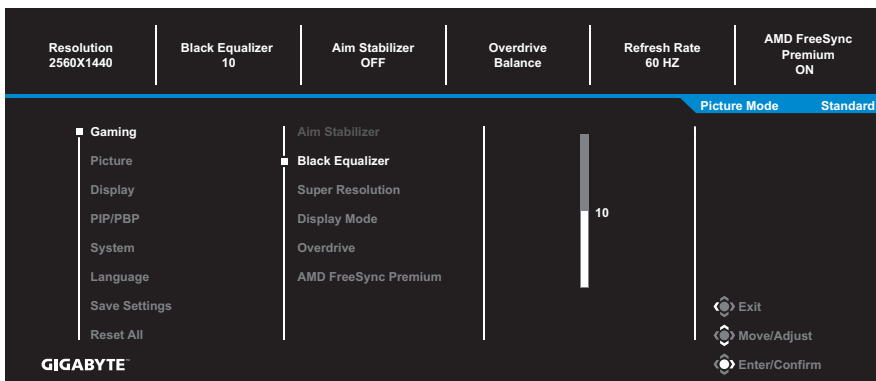 Resolution
2560X1440
Black Equalizer
10
Aim Stabilizer
OFF
Overdrive
Balance
Refresh Rate
60 HZ
AMD FreeSync
Premium
ON
Picture Mode Standard
Gaming
Picture
Display
PIP/PBP
System
Language
Save Settings
Reset All
Aim Stabilizer
Black Equalizer
Super Resolution
Display Mode
Overdrive
AMD FreeSync Premium
10
Exit
Move/Adjust
Enter/Confirm
GIGABYTE™